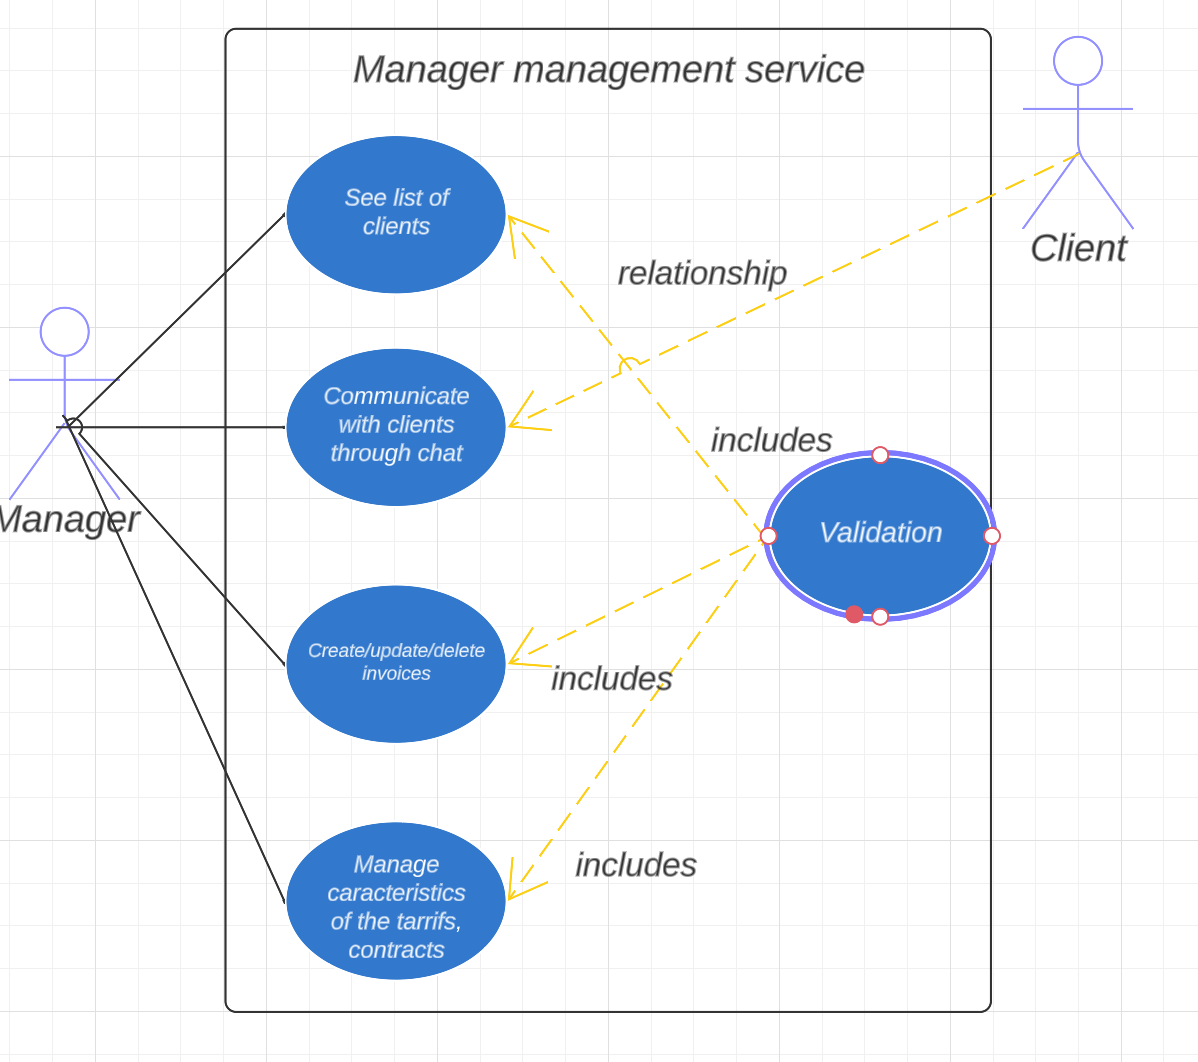 Manager management service
See list of
clients
Client
relationship
Communicate
with clients
through chat
includes
Manager
Validation
Create/update/delete
invoices
includes
Manage
caracteristics
of the tarrifs,
contracts
includes